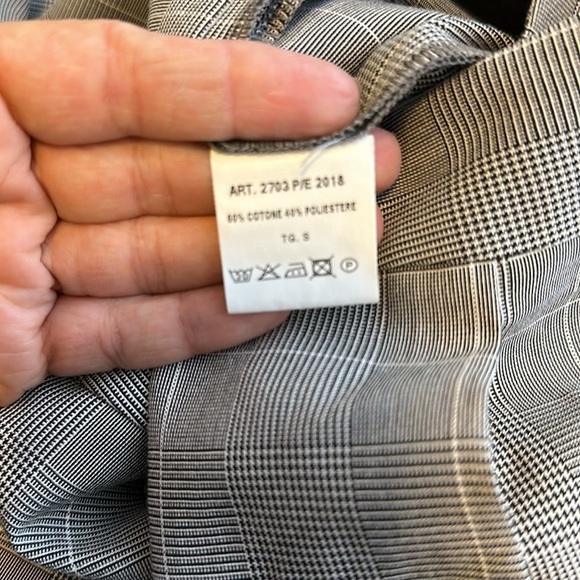 ART. 2703 P/E 2018
60% COTONE 40% POLIESTERE
TG. S
P